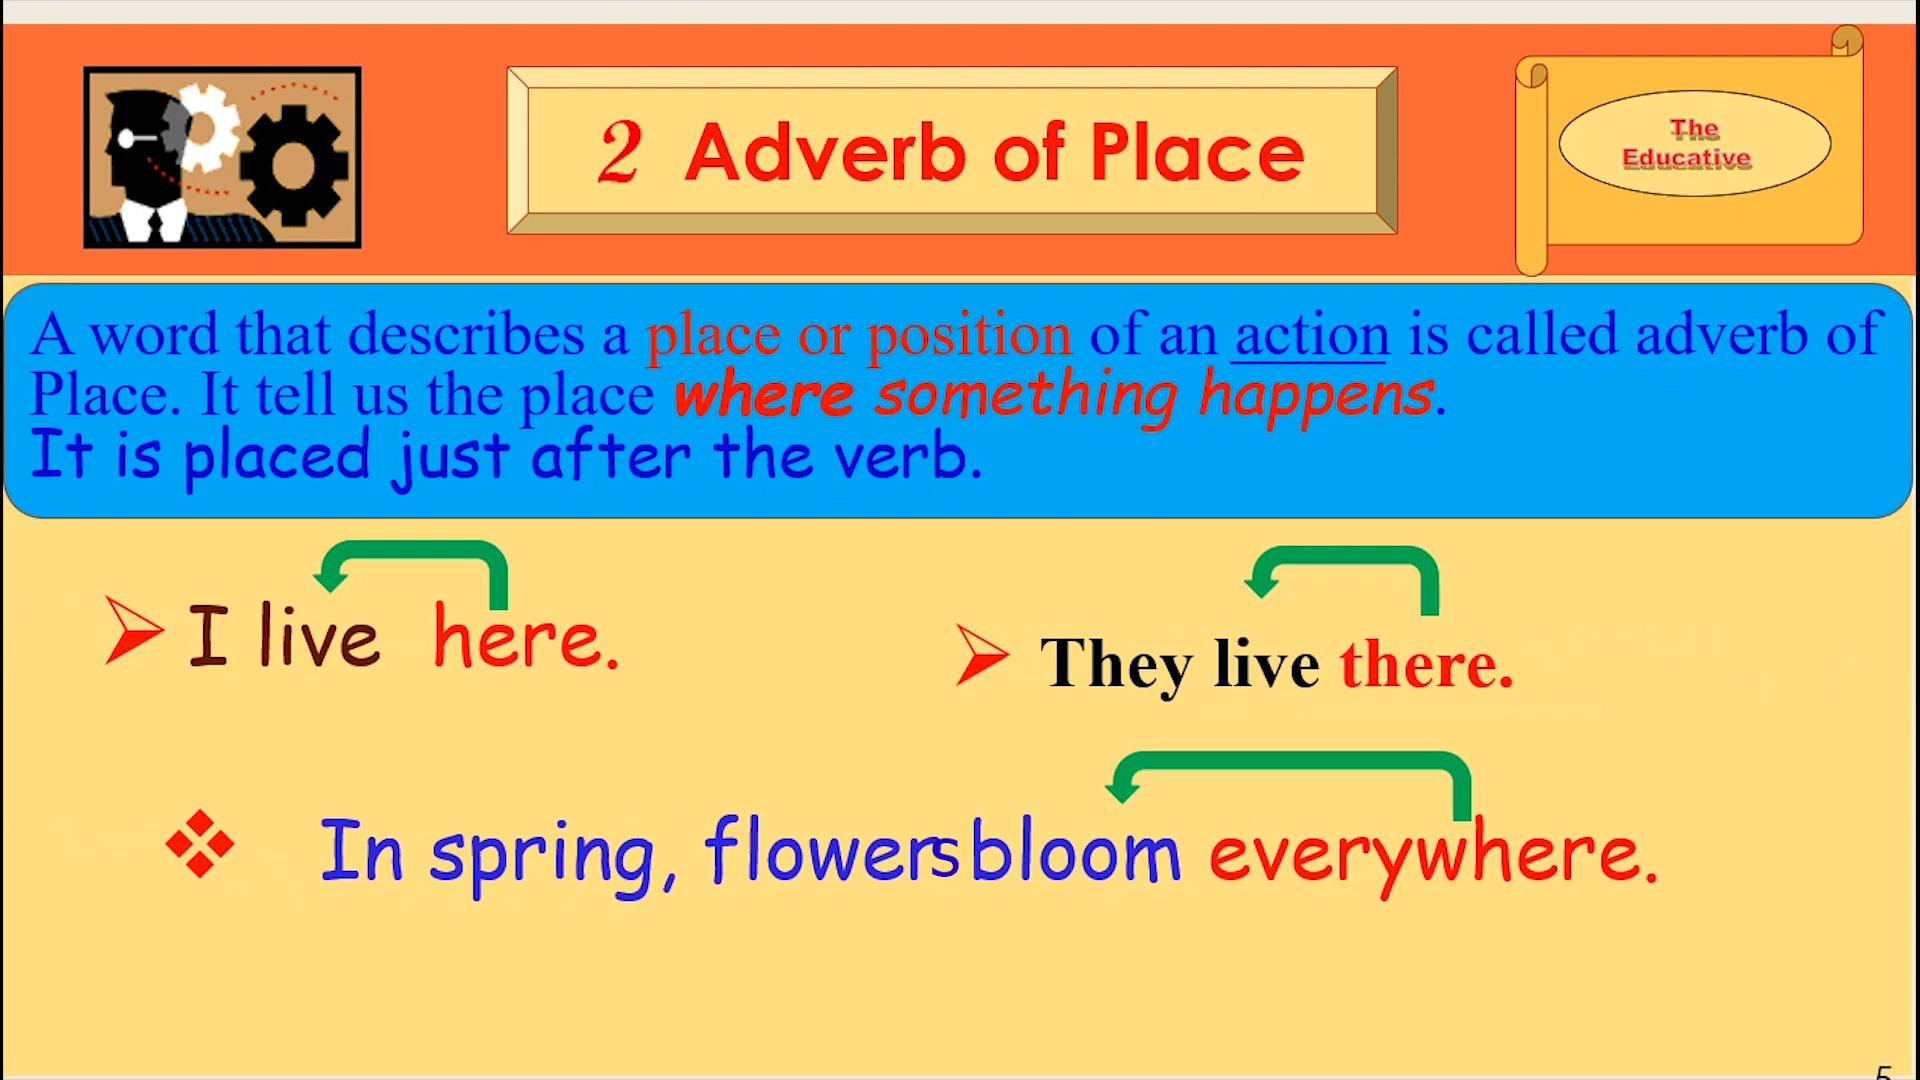 2 Adverb of Place
The
Educative
A word that describes a place or position of an action is called adverb of
Place. It tell us the place where something happens.
It is placed just after the verb.
I live here.
They live there.
In spring, flowers bloom everywhere.
5